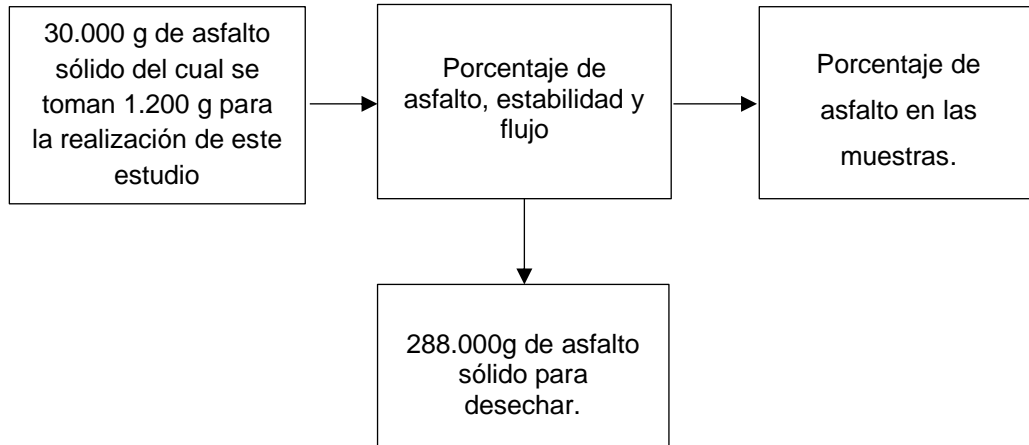 30.000 g de asfalto
sólido del cual se
toman 1.200 g para
la realización de este
estudio
Porcentaje de
asfalto, estabilidad y
flujo
Porcentaje de
asfalto en las
muestras.
288.000g de asfalto
sólido para
desechar.